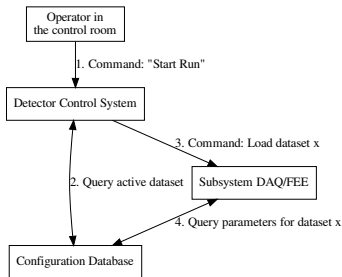 Operator in
the control room
1. Command: "Start Run"
Detector Control System
3. Command: Load dataset x
2. Query active dataset
Subsystem DAQ/FEE
4. Query parameters for dataset x
Configuration Database